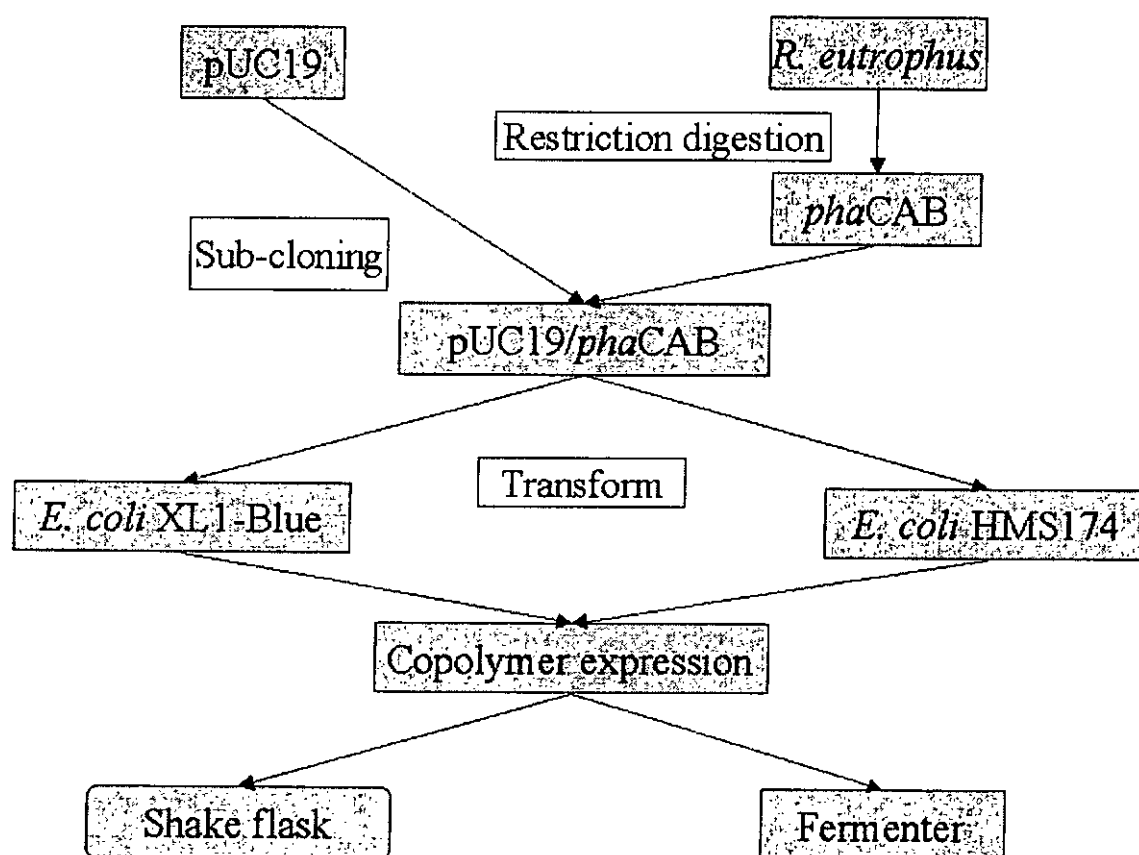 pUC19
R. eutrophus
Restriction digestion
phaCAB
Sub-cloning
pUC19/phaCAB
E. coli XL1-Blue
Transform
E. coli HMS174
Copolymer expression
Shake flask
Fermenter